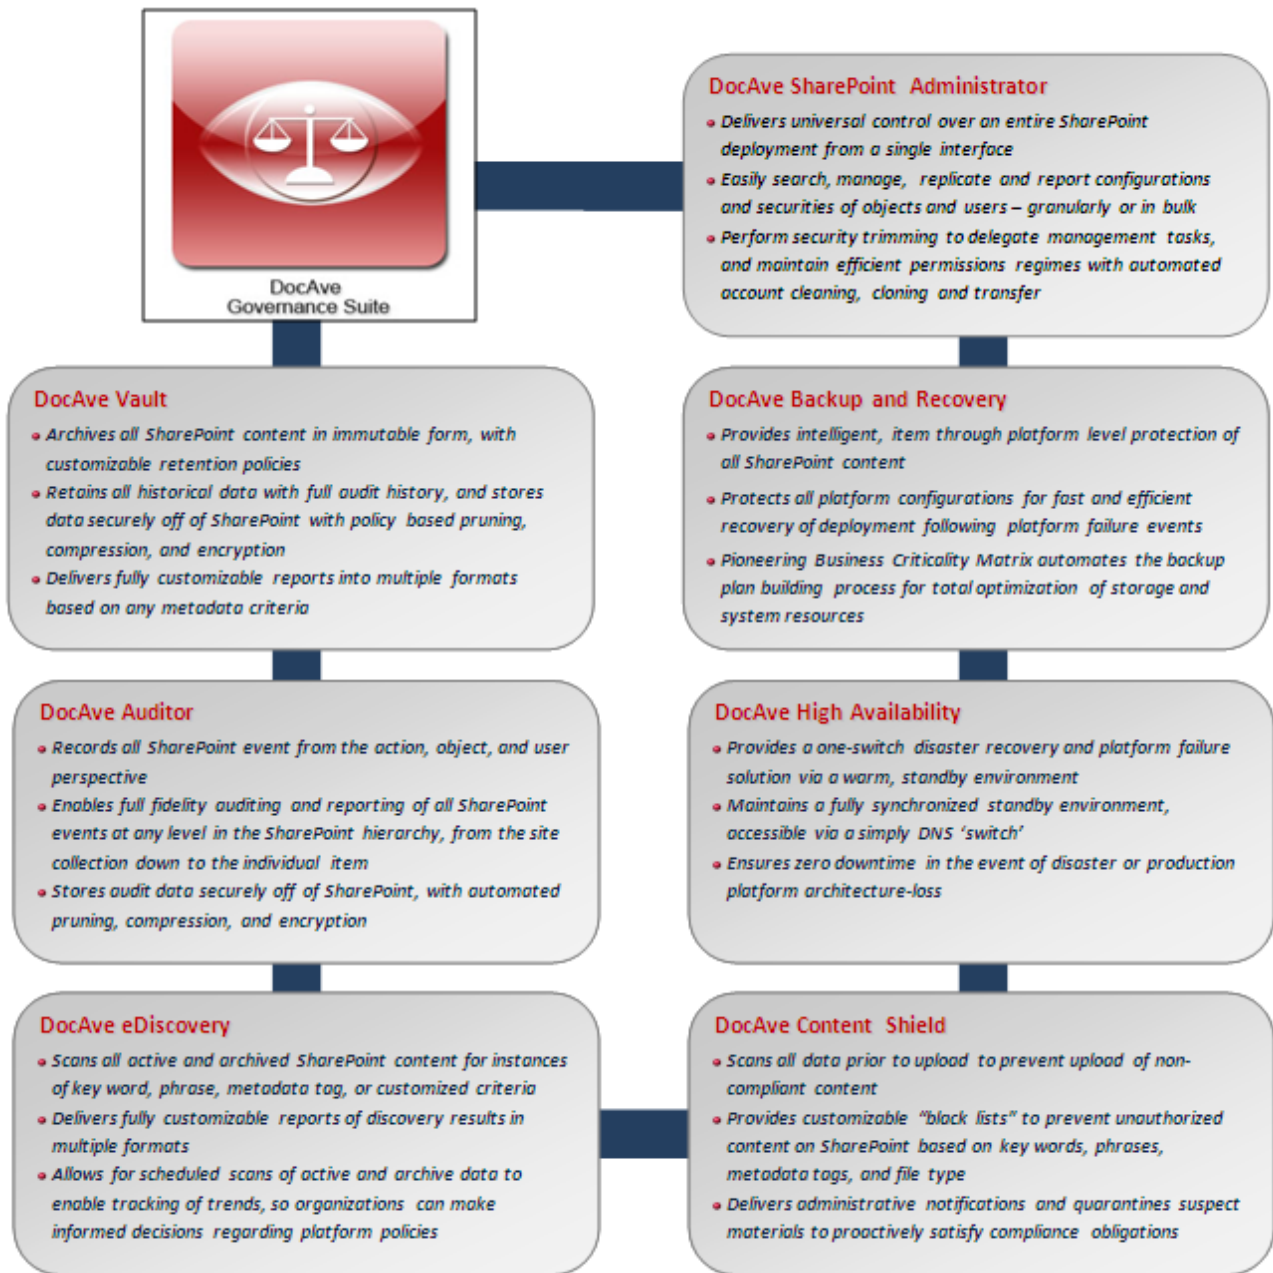 DocAve
Governance Suite
DocAve SharePoint Administrator
Delivers universal control over an entire SharePoint
deployment from a single interface
Easily search, manage, replicate and report configurations
and securities of objects and users – granularly or in bulk
Perform security trimming to delegate management tasks,
and maintain efficient permissions regimes with automated
account cleaning, cloning and transfer
DocAve Vault
Archives all SharePoint content in immutable form, with
customizable retention policies
Retains all historical data with full audit history, and stores
data securely off of SharePoint with policy based pruning,
compression, and encryption
Delivers fully customizable reports into multiple formats
based on any metadata criteria
DocAve Backup and Recovery
Provides intelligent, item through platform level protection of
all SharePoint content
Protects all platform configurations for fast and efficient
recovery of deployment following platform failure events
Pioneering Business Criticality Matrix automates the backup
plan building process for total optimization of storage and
system resources
DocAve Auditor
Records all SharePoint event from the action, object, and user
perspective
Enables full fidelity auditing and reporting of all SharePoint
events at any level in the SharePoint hierarchy, from the site
collection down to the individual item
Stores audit data securely off of SharePoint, with automated
pruning, compression, and encryption
DocAve High Availability
Provides a one-switch disaster recovery and platform failure
solution via a warm, standby environment
Maintains a fully synchronized standby environment,
accessible via a simply DNS ‘switch’
Ensures zero downtime in the event of disaster or production
platform architecture-loss
DocAve eDiscovery
Scans all active and archived SharePoint content for instances
of key word, phrase, metadata tag, or customized criteria
Delivers fully customizable reports of discovery results in
multiple formats
Allows for scheduled scans of active and archive data to
enable tracking of trends, so organizations can make
informed decisions regarding platform policies
DocAve Content Shield
Scans all data prior to upload to prevent upload of non-
compliant content
Provides customizable “black lists” to prevent unauthorized
content on SharePoint based on key words, phrases,
metadata tags, and file type
Delivers administrative notifications and quarantines suspect
materials to proactively satisfy compliance obligations